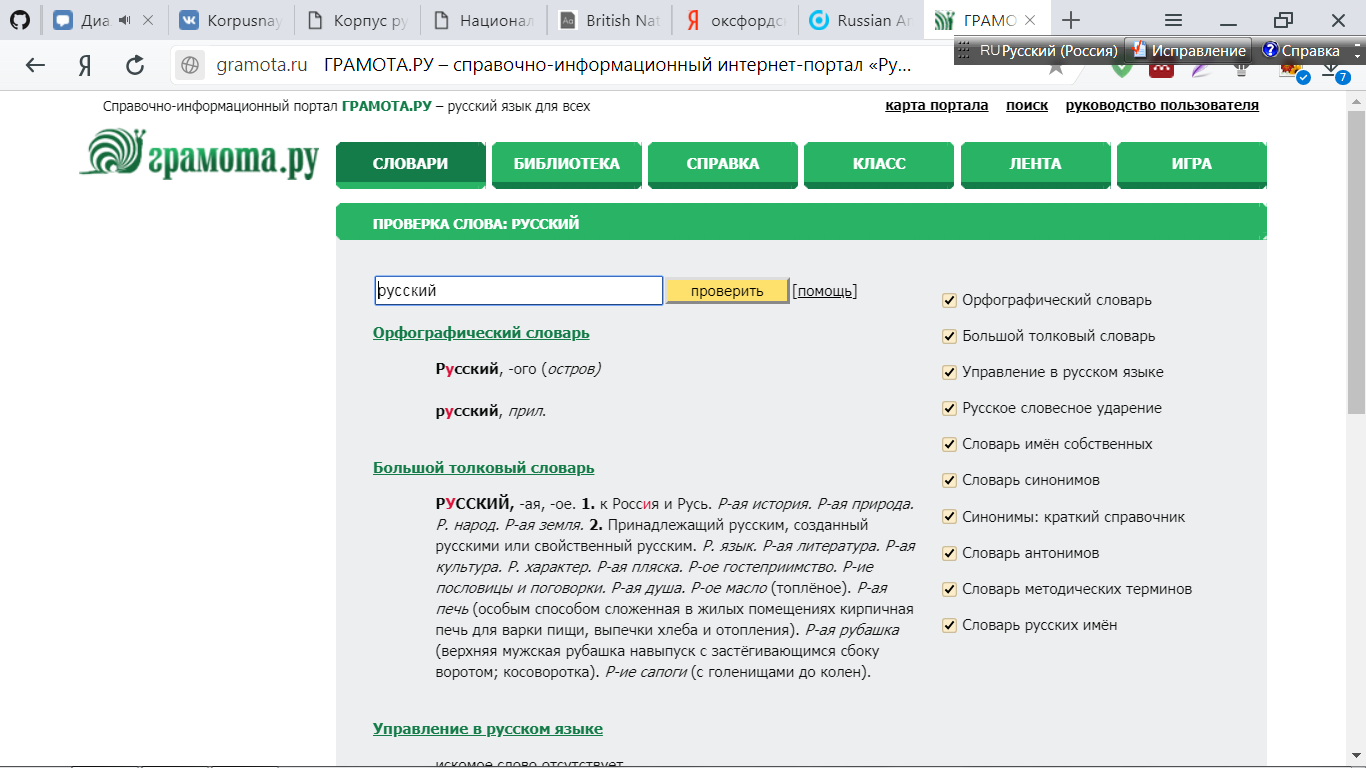 Диа
Korpusnay
Корпус ру
Национал
British Nat
оксфордс
Russian Ar
ГРАМО
RU Русский (Россия) Исправление Справка
Я gramota.ru ГРАМОТА.РУ – справочно-информационный интернет-портал «Ру... 7
Справочно-информационный портал ГРАМОТА.РУ – русский язык для всех
карта портала поиск руководство пользователя
грамота.ру
СЛОВАРИ БИБЛИОТЕКА СПРАВКА КЛАСС ЛЕНТА ИГРА
ПРОВЕРКА СЛОВА: РУССКИЙ
русский проверить [помощь]
Орфографический словарь
Русский, -ого (остров)
русский, прил.
Большой толковый словарь
РУССКИЙ, -ая, -ое. 1. к Россия и Русь. Р-ая история. Р-ая природа.
Р. народ. Р-ая земля. 2. Принадлежащий русским, созданный
русскими или свойственный русским. Р. язык. Р-ая литература. Р-ая
культура. Р. характер. Р-ая пляска. Р-ое гостеприимство. Р-ие
пословицы и поговорки. Р-ая душа. Р-ое масло (топлёное). Р-ая
печь (особым способом сложенная в жилых помещениях кирпичная
печь для варки пищи, выпечки хлеба и отопления). Р-ая рубашка
(верхняя мужская рубашка навыпуск с застёгивающимся сбоку
воротом; косоворотка). Р-ие сапоги (с голенищами до колен).
Управление в русском языке
искомое слово отсутствует
Орфографический словарь
Большой толковый словарь
Управление в русском языке
Русское словесное ударение
Словарь имён собственных
Словарь синонимов
Синонимы: краткий справочник
Словарь антонимов
Словарь методических терминов
Словарь русских имён